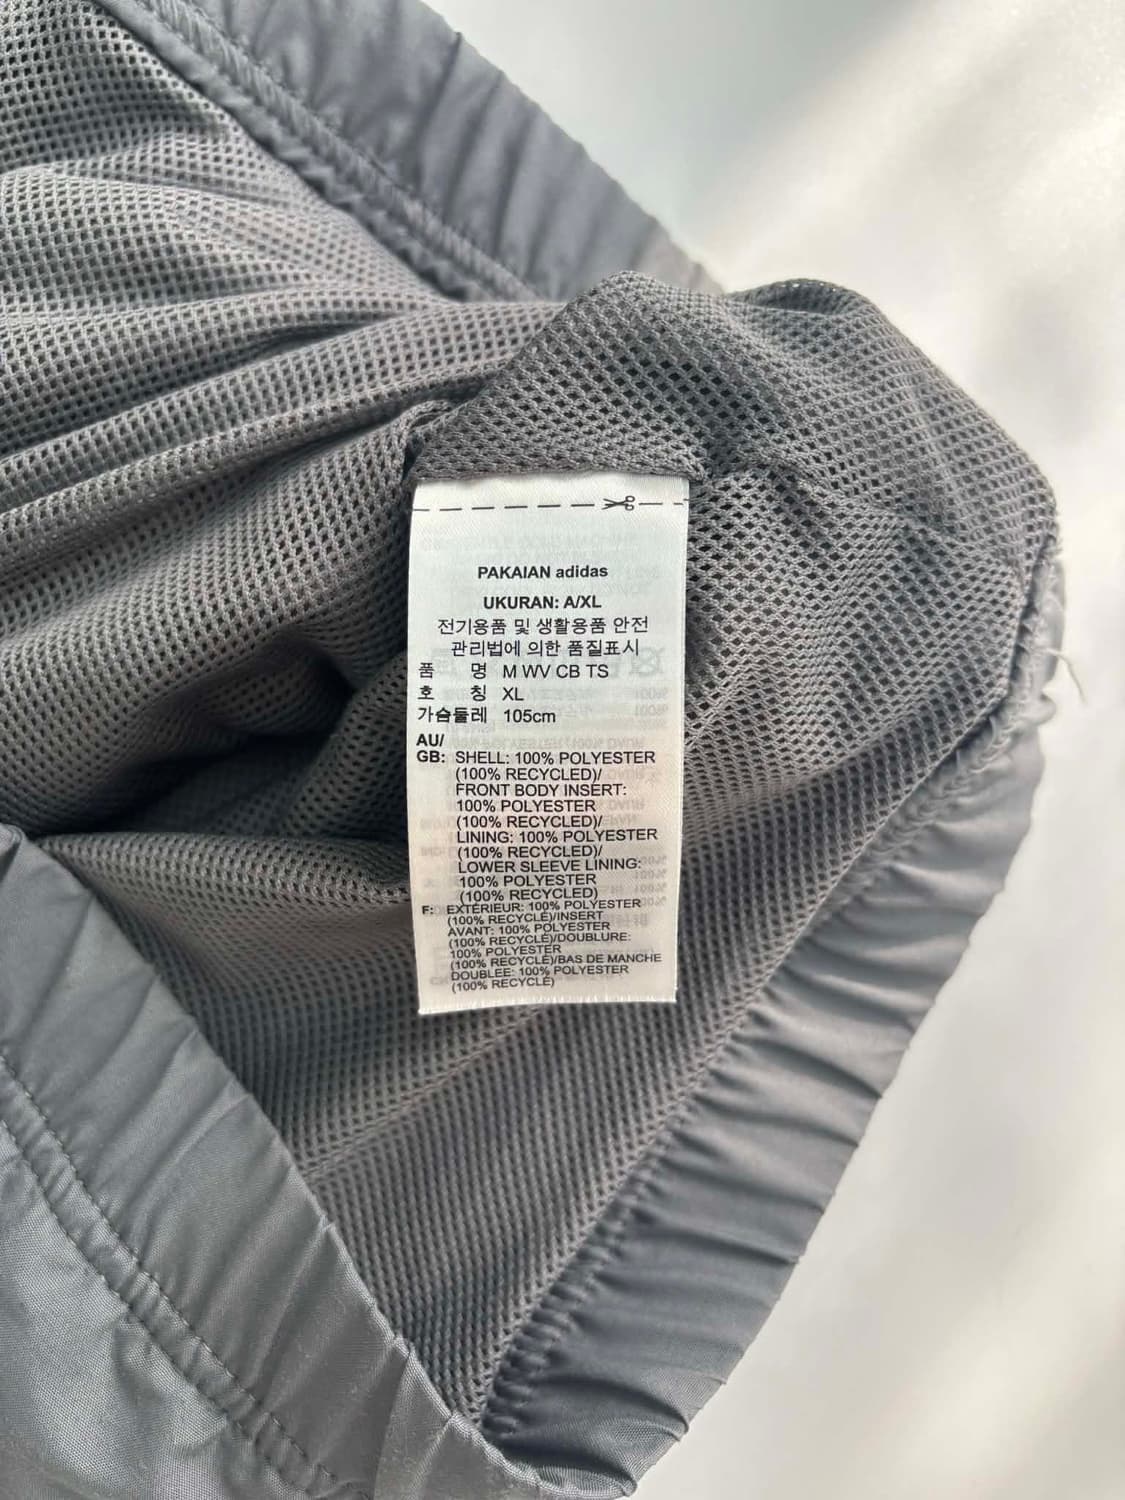 PAKAIAN adidas
UKURAN: A/XL
전기용품 및 생활용품 안전
관리법에 의한 품질표시
품 명 M WV CB TS
호 칭 XL
가슴둘레 105cm
AU/
GB: SHELL: 100% POLYESTER
(100% RECYCLED)/
FRONT BODY INSERT:
100% POLYESTER
(100% RECYCLED)/
LINING: 100% POLYESTER
(100% RECYCLED)/
LOWER SLEEVE LINING:
100% POLYESTER
(100% RECYCLED)
F: EXTÉRIEUR: 100% POLYESTER
(100% RECYCLÉ)/INSERT
AVANT: 100% POLYESTER
(100% RECYCLÉ)/DOUBLURE:
100% POLYESTER
(100% RECYCLÉ)/BAS DE MANCHE
DOUBLEE: 100% POLYESTER
(100% RECYCLÉ)